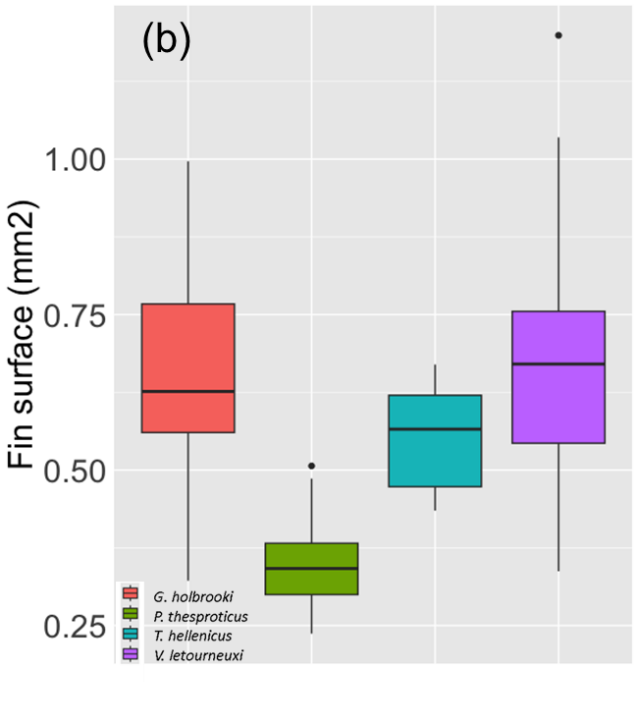 (b)
1.00
0.75
0.50
0.25
Fin surface (mm2)
G. holbrooki
P. thesproticus
T. hellenicus
V. letourneuxi